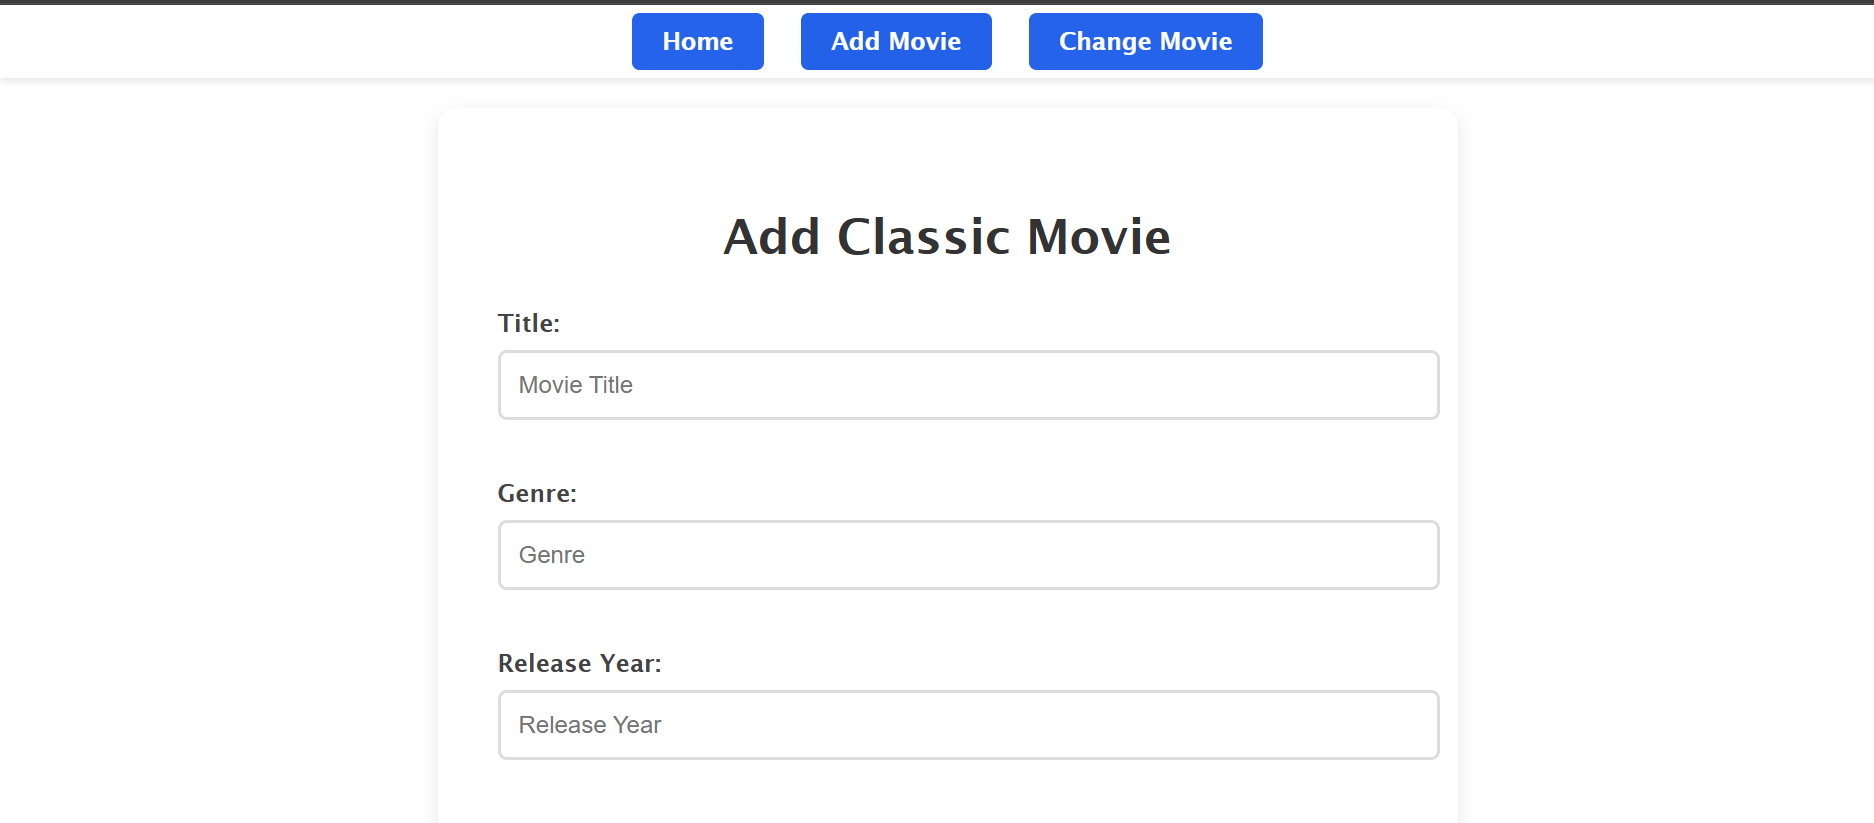 Home Add Movie Change Movie
Add Classic Movie
Title:
Movie Title
Genre:
Genre
Release Year:
Release Year